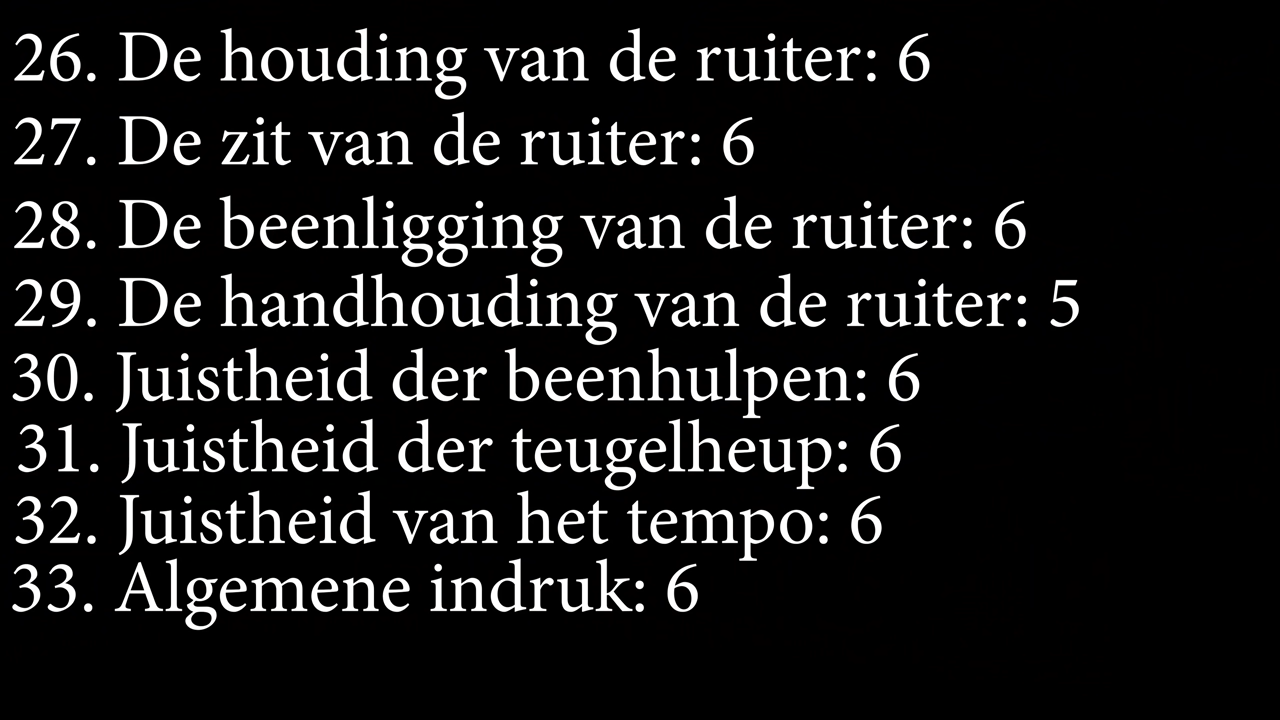 26. De houding van de ruiter: 6
27. De zit van de ruiter: 6
28. De beenligging van de ruiter: 6
29. De handhouding van de ruiter: 5
30. Juistheid der beenhulpen: 6
31. Juistheid der teugelheup: 6
32. Juistheid van het tempo: 6
33. Algemene indruk: 6